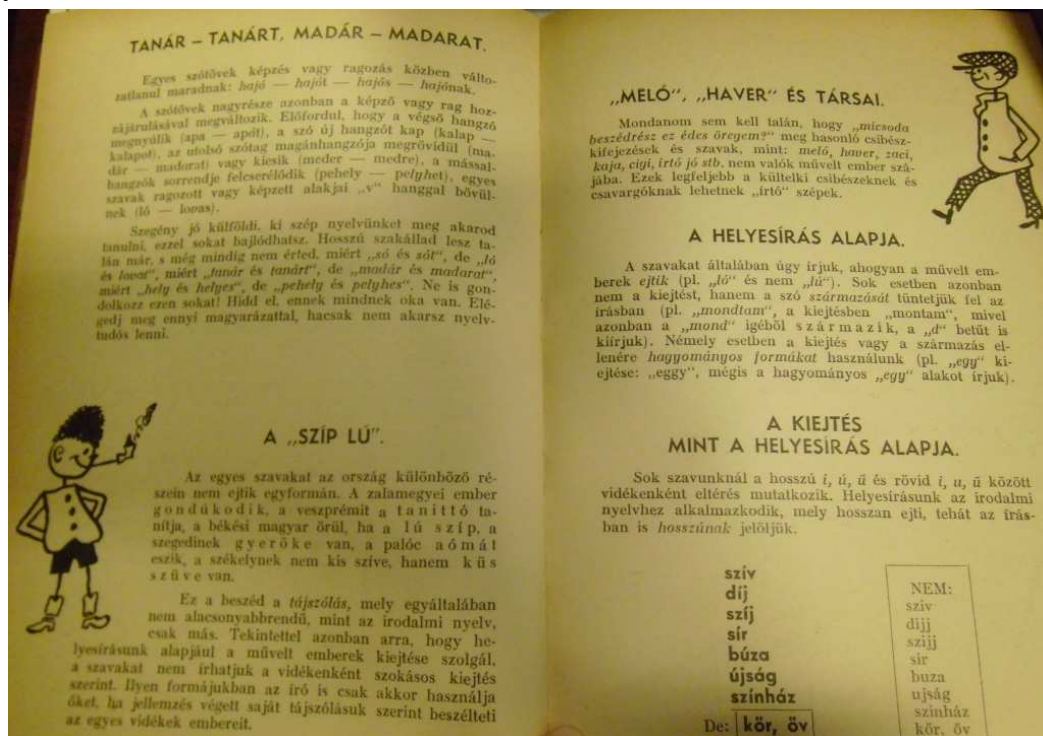 TANÁR – TANÁRT, MADÁR – MADARAT.
Egyes szótövek képzés vagy ragozás közbenválto-
zatlanul maradnak: hajó — hajót — hajós — hajónak.
A szótövek nagyrésze azonban a képző vagy rag hoz-
zájárulásával megváltozik. Előfordul, hogy a végső hangzó
megnyúlik (apa — apót), a szó új hangzót kap (kalap —
kalapot), az utolsó szótag magánhangzója megrövidül (ma-
dár — madarat) vagy kiesik (meder — medre), a mással-
hangzók sorrendje felcserélődik (pehely — pelyhet), egyes
szavak ragozott vagy képzett alakjai „v“ hanggal bővül-
nek (ló — lovas).
Szegény jó külföldi, ki szép nyelvünket meg akarod
tanulni, ezzel sokat bajlódhatsz. Hosszú szakállad lesz ta-
lán már, s még mindig nem érted, miért „só és sót“, de „ló
és lovat“, miért „tanár és tanárt“, de „madár és madarat“,
miért „hely és helyes“, de „pehely és pelyhes“. Ne is gon-
dolkozz ezen sokat! Hidd el, ennek mindnek oka van. Elé-
gedj meg ennyi magyarázattal, hacsak nem akarsz nyelv-
tudós lenni.
A „SZÍP LÚ“.
Az egyes szavakat az ország különböző ré-
szein nem ejtik egyformán. A zalamegyei ember
gondúkodik, a veszprémit a tanittó ta-
nítja, a békési magyar örül, ha a lú szíp, a
szegedinek gyerőke van, a palóc aómát
eszik, a székelynek nem kis szíve, hanem küs
szüve van.
Ez a beszéd a tájszólás, mely egyáltalában
nem alacsonyabbrendű, mint az irodalmi nyelv,
csak más. Tekintettel azonban arra, hogy he-
lyesírásunk alapjául a művelt emberek kiejtése szolgál,
a szavakat nem írhatjuk a vidékenként szokásos kiejtés
szerint. Ilyen formájukban az író is csak akkor használja
őket, ha jellemzés végett saját tájszólásuk szerint beszélteti
az egyes vidékek embereit.
„MELÓ“, „HAVER“ ÉS TÁRSAI.
Mondanom sem kell talán, hogy „micsoda
beszédrész ez édes öregem?“ meg hasonló csibész-
kifejezések és szavak, mint: meló, haver, zaci,
kaja, cigi, írtó jó stb. nem valók művelt ember szá-
jába. Ezek legfeljebb a kültelki csibészeknek és
csavargóknak lehetnek „írtó“ szépek.
A HELYESÍRÁS ALAPJA.
A szavakat általában úgy írjuk, ahogyan a művelt em-
berek ejtik (pl. „ló“ és nem „lú“). Sok esetben azonban
nem a kiejtést, hanem a szó származását tüntetjük fel az
írásban (pl. „mondtam“, a kiejtésben „montam“, mivel
azonban a „mond“ igéből származik, a „d“ betűt is
kiírjuk). Némely esetben a kiejtés vagy a származás el-
lenére hagyományos formákat használunk (pl. „egy“ ki-
ejtése: „eggy“, mégis a hagyományos „egy“ alakot írjuk).
A KIEJTÉS
MINT A HELYESÍRÁS ALAPJA.
Sok szavunknál a hosszú í, ú, ű és rövid i, u, ü között
vidékenként eltérés mutatkozik. Helyesírásunk az irodalmi
nyelvhez alkalmazkodik, mely hosszan ejti, tehát az írás-
ban is hosszúnak jelöljük.
szív
díj
szíj
sír
búza
újság
színház
De: kör, öv
NEM:
sziv
dijj
szijj
sir
buza
ujság
szinház
kőr, őv